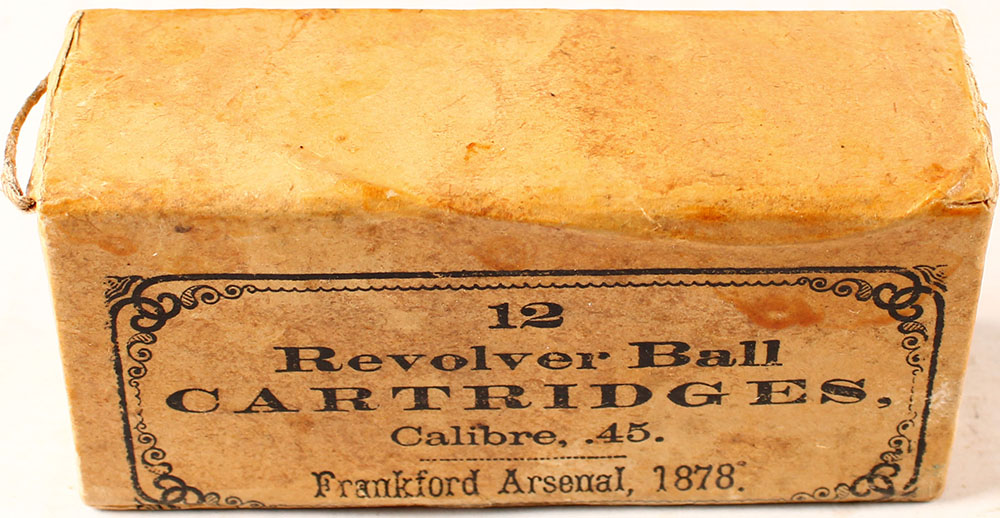 12
Revolver Ball
CARTRIDGES,
Calibre, .45.
Frankford Arsenal, 1878.